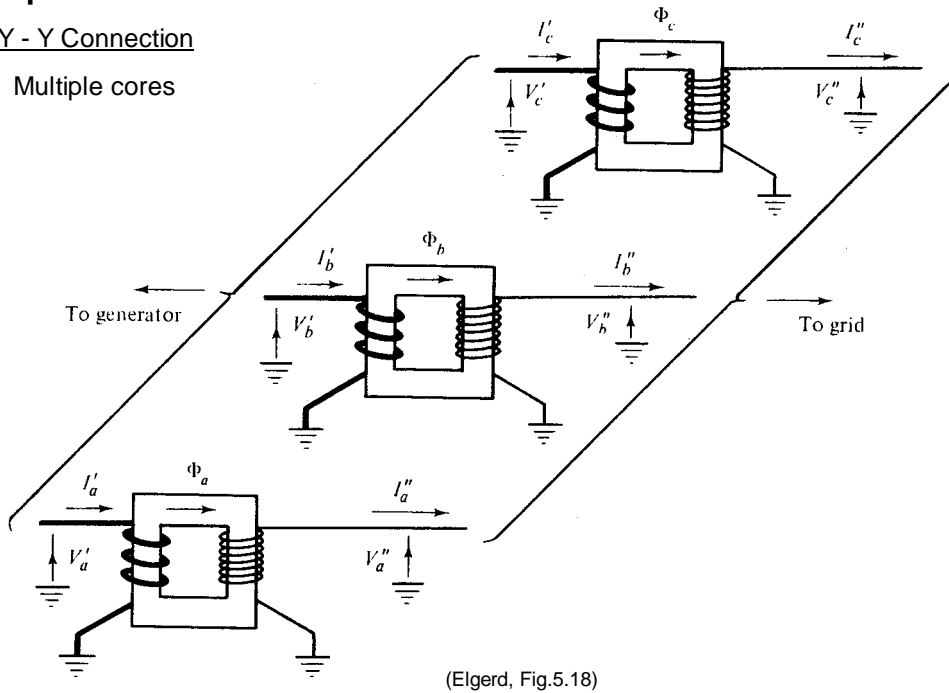 Y - Y Connection
Multiple cores
I'c
Φc
I''c
V'c
V''c
I'b
Φb
I''b
To generator
V'b
V''b
To grid
I'a
Φa
I''a
V'a
V''a
(Elgerd, Fig.5.18)